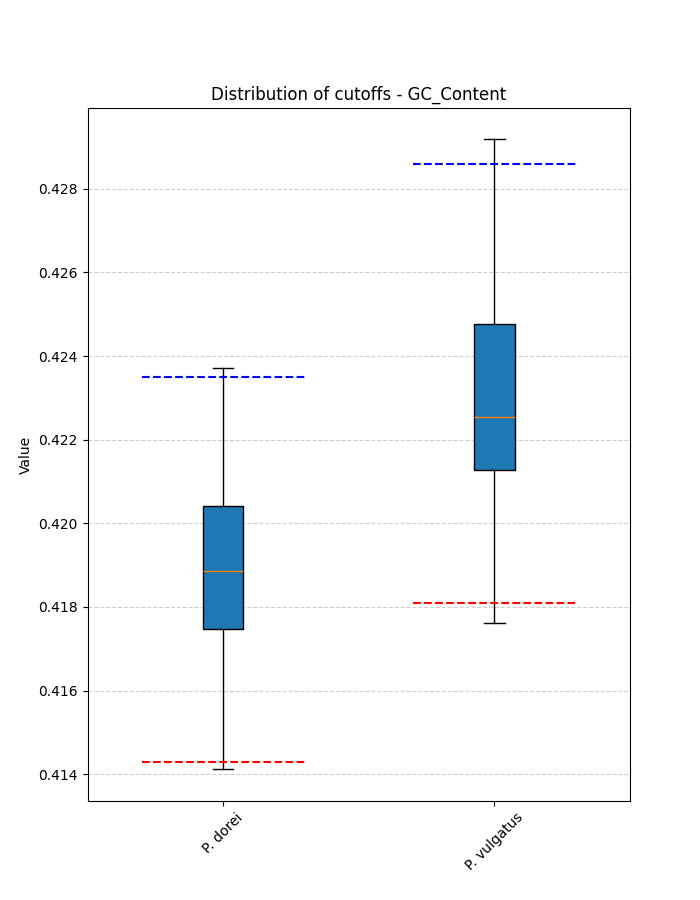 Distribution of cutoffs - GC_Content
Value
0.428
0.426
0.424
0.422
0.420
0.418
0.416
0.414
P. dorei
P. vulgatus